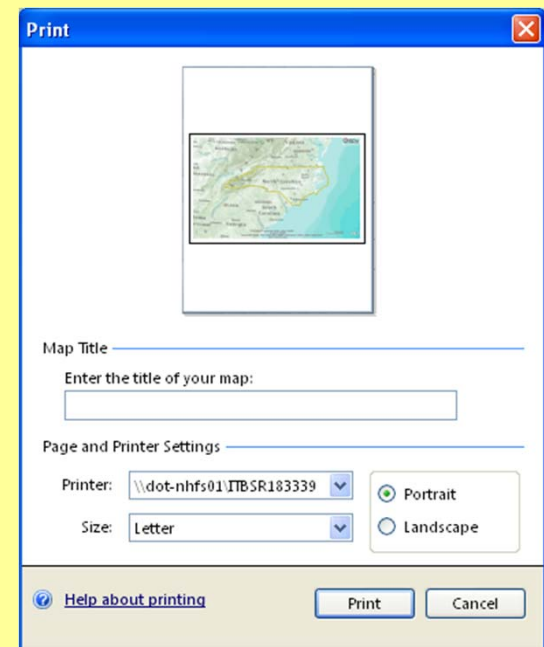 Print
Map Title
Enter the title of your map:
Page and Printer Settings
Printer: \\dot-nhfs01\ITBSR183339
Portrait
Size: Letter
Landscape
Help about printing
Print
Cancel